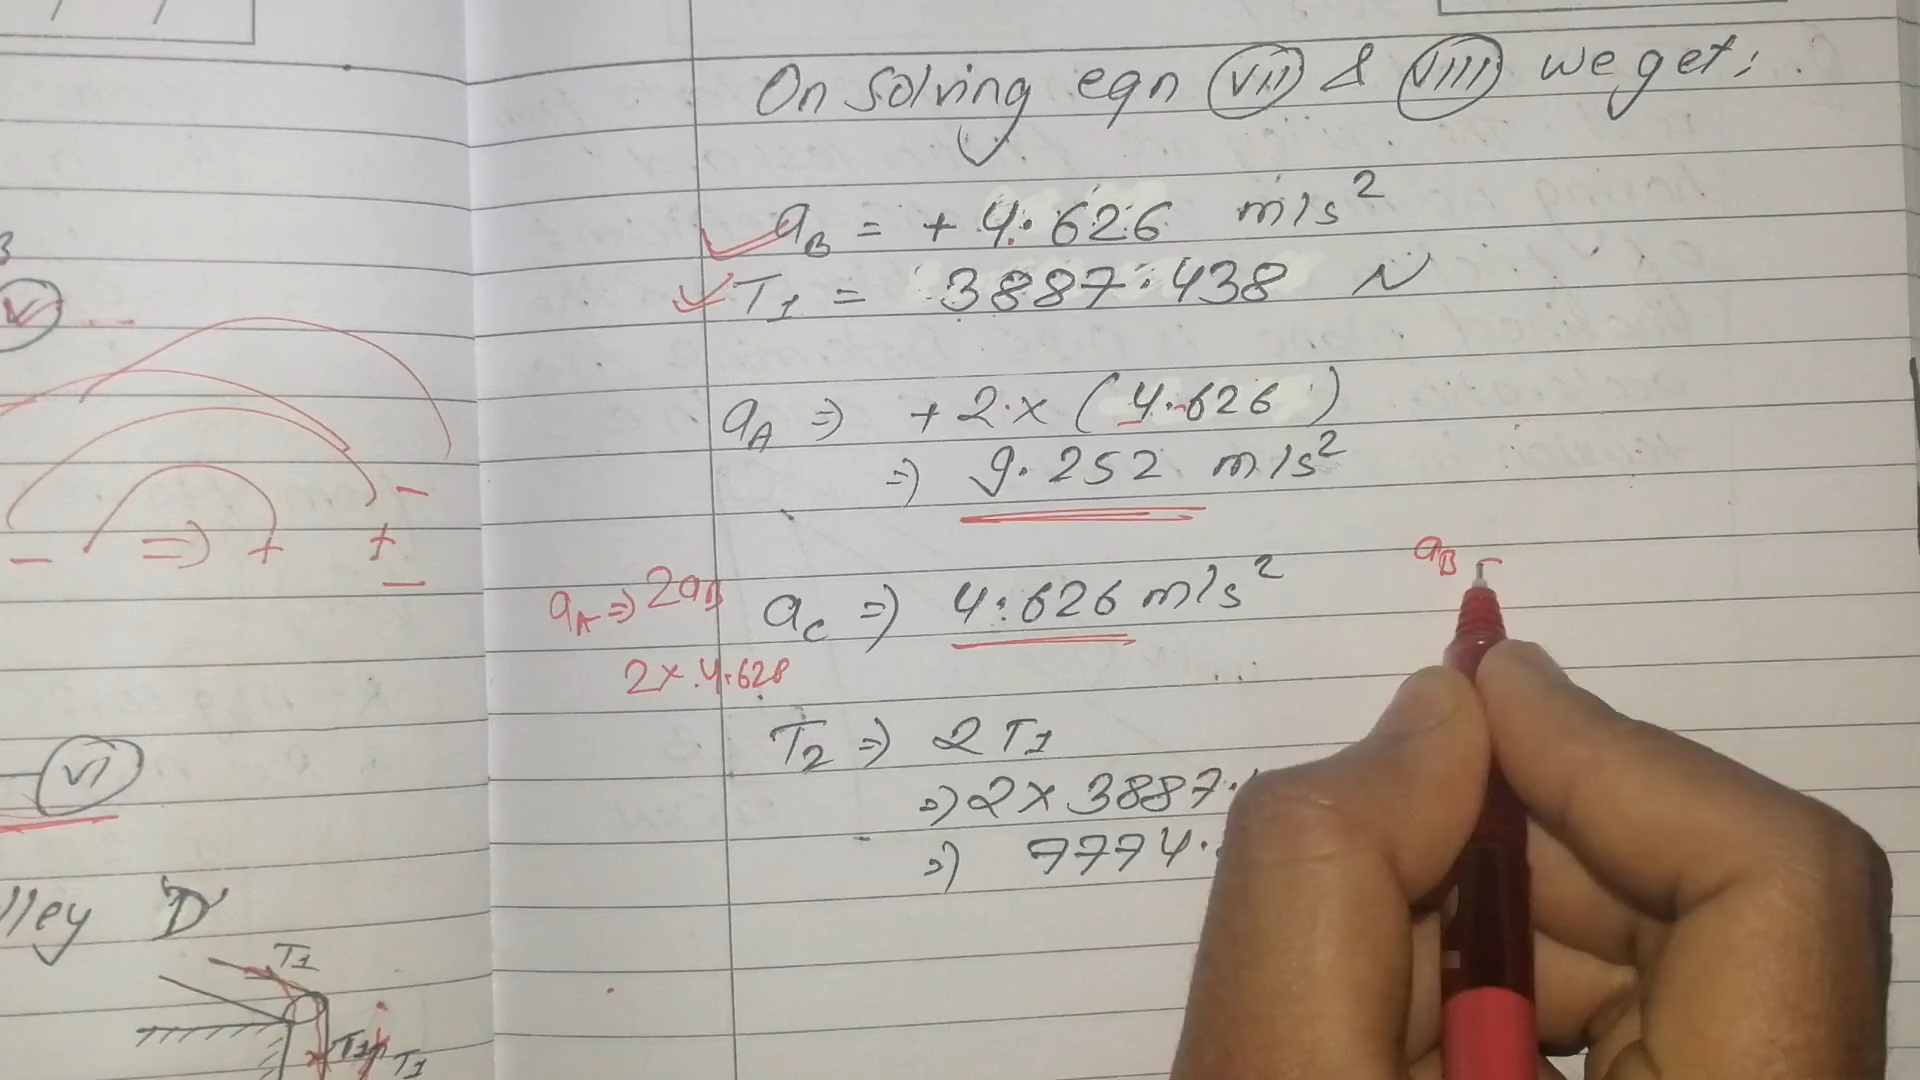 On solving eqn (VII) & (VIII) we get:
aB = + 4.626 m/s²
T1 = 3887.438 N
aA ⇒ + 2 × (4.626)
⇒ 9.252 m/s²
aB =
aA ⇒ 2aB
aC ⇒ 4.626 m/s²
2 × 4.626
T2 ⇒ 2T1
⇒ 2 × 3887.
⇒ 7774.
(V)
- ⇒ + +
-
-
(VI)
lley D
T1
T1
T1